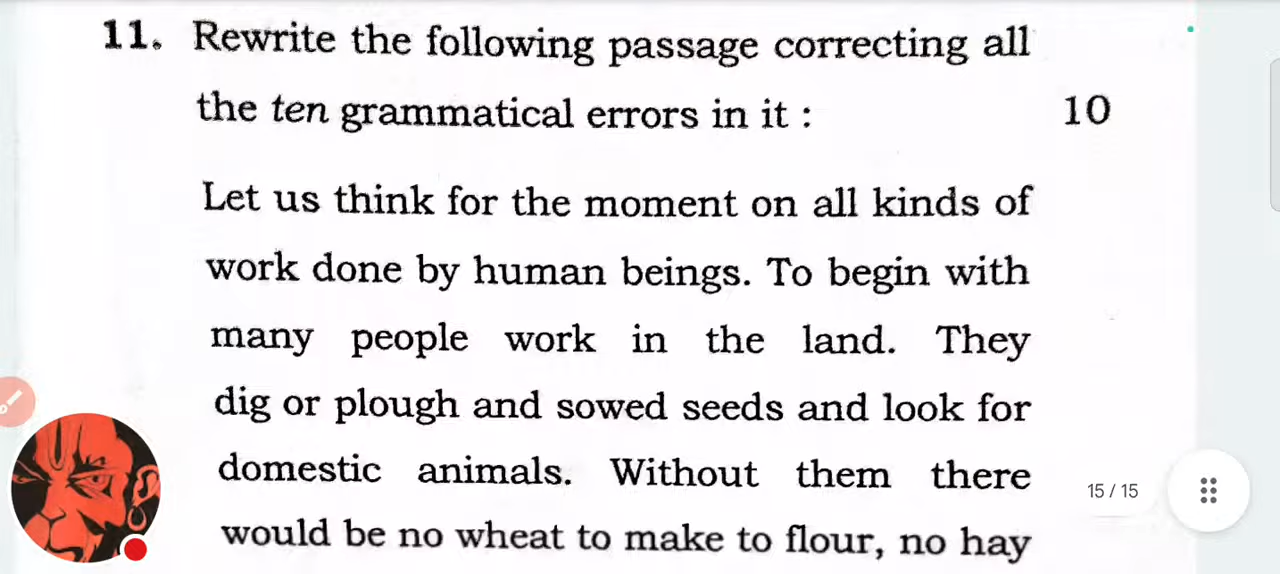 11. Rewrite the following passage correcting all
the ten grammatical errors in it : 10
Let us think for the moment on all kinds of
work done by human beings. To begin with
many people work in the land. They
dig or plough and sowed seeds and look for
domestic animals. Without them there
would be no wheat to make to flour, no hay
15 / 15